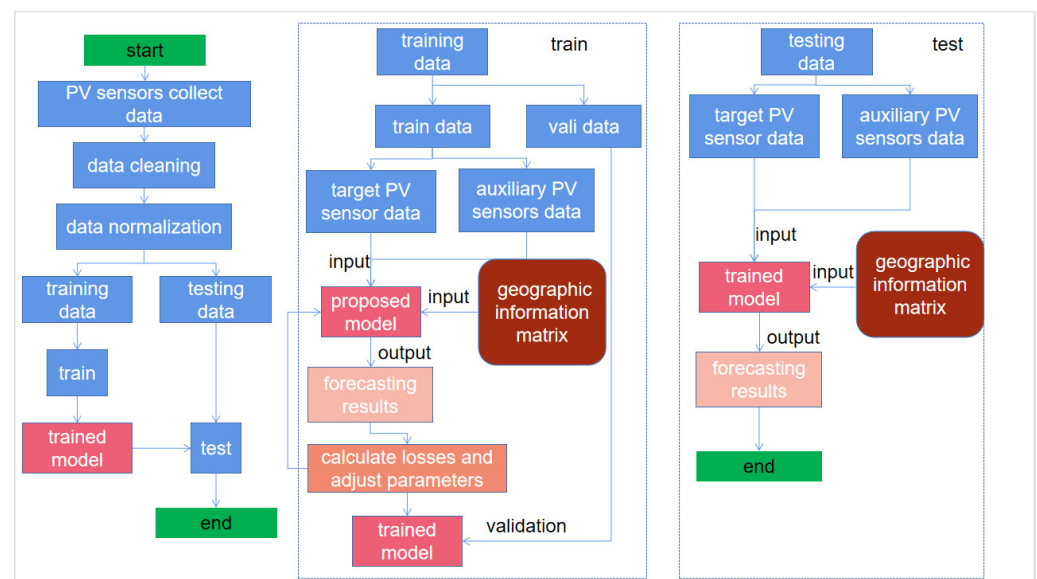 start
PV sensors collect
data
data cleaning
data normalization
training
data
testing
data
train
trained
model
test
end
training
data
train
train data
vali data
target PV
sensor data
auxiliary PV
sensors data
input
proposed
model
input
geographic
information
matrix
output
forecasting
results
calculate losses and
adjust parameters
trained
model
validation
testing
data
test
target PV
sensor data
auxiliary PV
sensors data
input
trained
model
input
geographic
information
matrix
output
forecasting
results
end